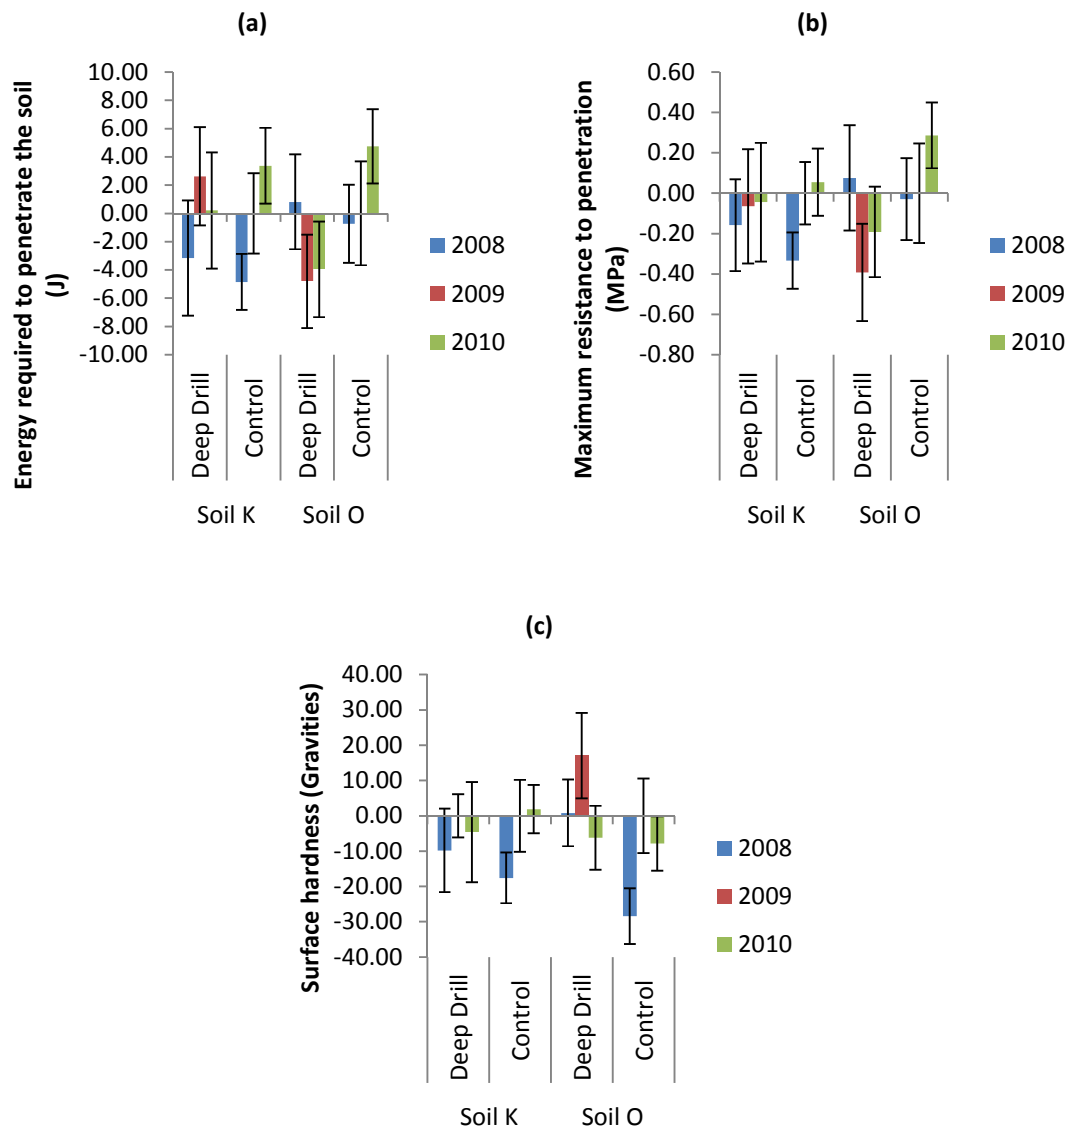 (a)
Energy required to penetrate the soil
(J)
10.00
8.00
6.00
4.00
2.00
0.00
-2.00
-4.00
-6.00
-8.00
-10.00
Deep Drill
Control
Deep Drill
Control
Soil K
Soil O
2008
2009
2010
(b)
Maximum resistance to penetration
(MPa)
0.60
0.40
0.20
0.00
-0.20
-0.40
-0.60
-0.80
Deep Drill
Control
Deep Drill
Control
Soil K
Soil O
2008
2009
2010
(c)
Surface hardness (Gravities)
40.00
30.00
20.00
10.00
0.00
-10.00
-20.00
-30.00
-40.00
Deep Drill
Control
Deep Drill
Control
Soil K
Soil O
2008
2009
2010